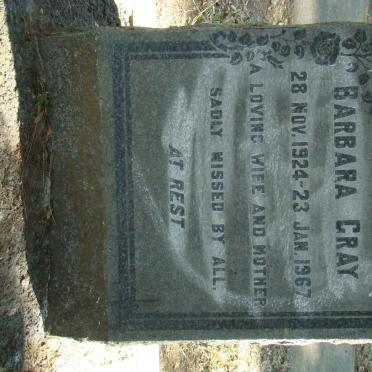 BARBARA CRAY
28 NOV. 1924 - 23 JAN. 1967
A LOVING WIFE AND MOTHER
SADLY MISSED BY ALL.
AT REST